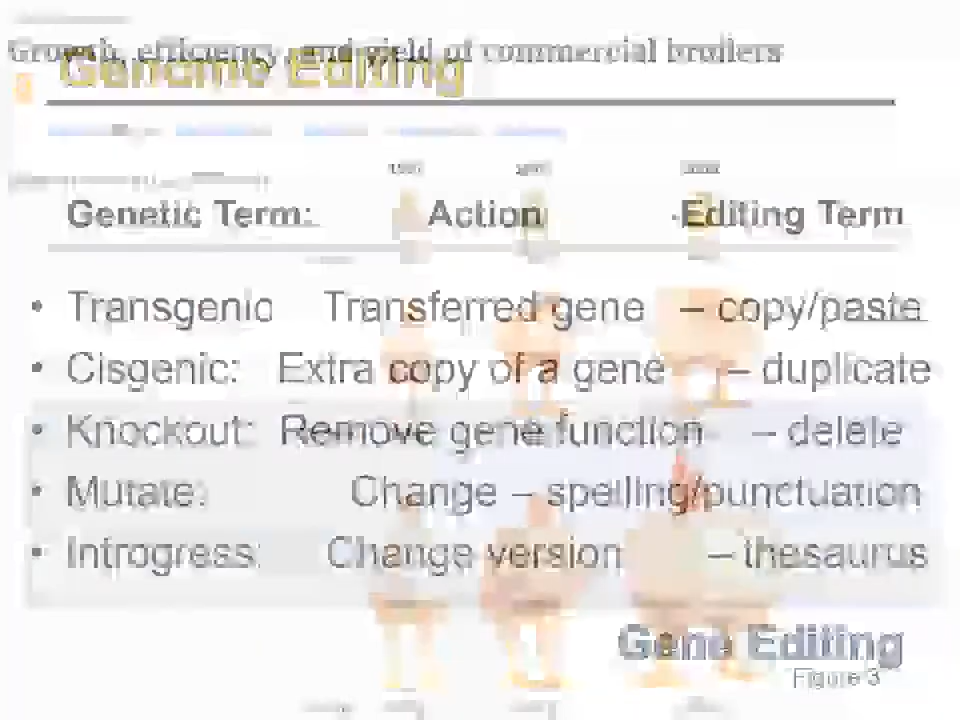 Growth, efficiency, and yield of commercial broilers
Genome Editing
Genetic Term: Action Editing Term
• Transgenic Transferred gene – copy/paste
• Cisgenic: Extra copy of a gene – duplicate
• Knockout: Remove gene function – delete
• Mutate: Change – spelling/punctuation
• Introgress: Change version – thesaurus
Gene Editing
Figure 3